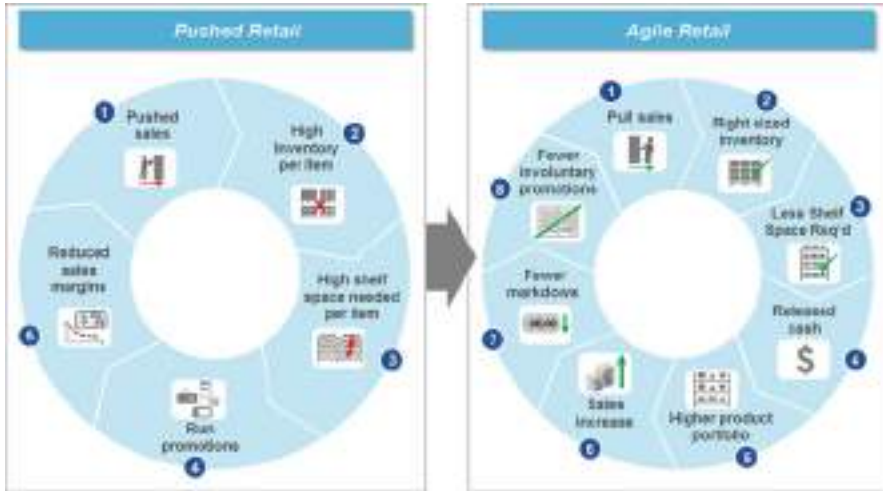 Pushed Retail
1
Pushed
sales
2
High
Inventory
per item
High shelf
space needed
per item
3
Run
promotions
4
Reduced
sales
margins
Agile Retail
1
Pull sales
2
Right sized
inventory
3
Less Shelf
Space Req'd
Released
cash
$
4
Higher product
portfolio
5
Sales
increase
6
Fewer
markdown
7
Fewer
involuntary
promotions
8